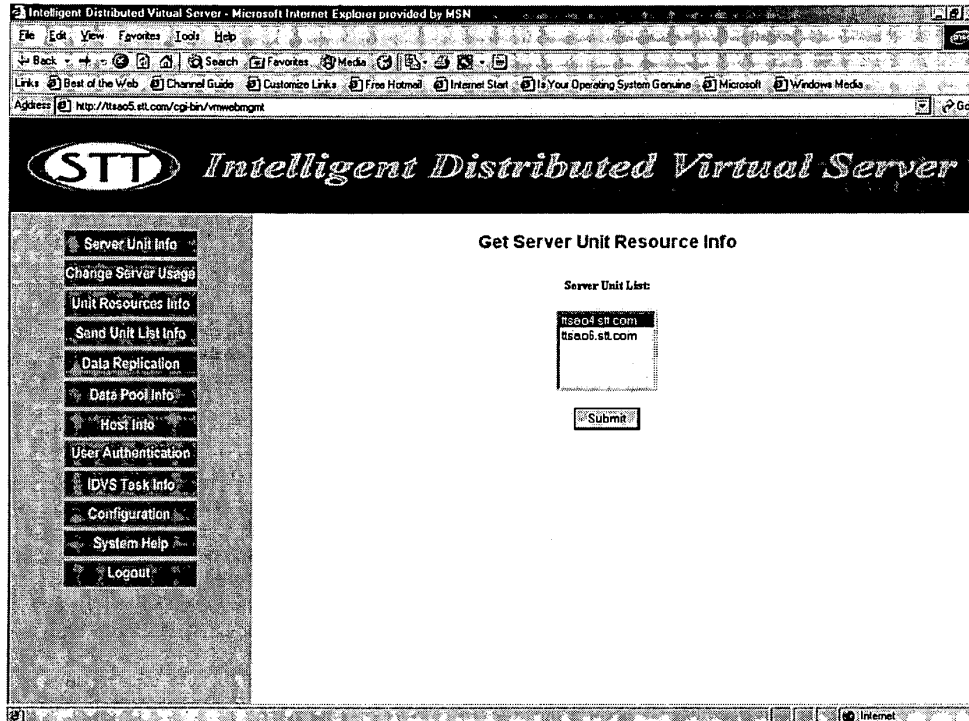 Intelligent Distributed Virtual Server - Microsoft Internet Explorer provided by MSN
File Edit View Favorites Tools Help
Back Search Favorites Media
Links Best of the Web Channel Guide Customize Links Free Hotmail Internet Start Is Your Operating System Genuine Microsoft Windows Media
Address http://ttsao5.stt.com/cgi-bin/vmwebmgnt Go
STT Intelligent Distributed Virtual Server
Server Unit Info
Change Server Usage
Unit Resources Info
Send Unit List Info
Data Replication
Data Pool Info
Host Info
User Authentication
IDVS Task Info
Configuration
System Help
Logout
Get Server Unit Resource Info
Server Unit List:
ttsao4.stt.com
ttsao6.stt.com
Submit
Internet